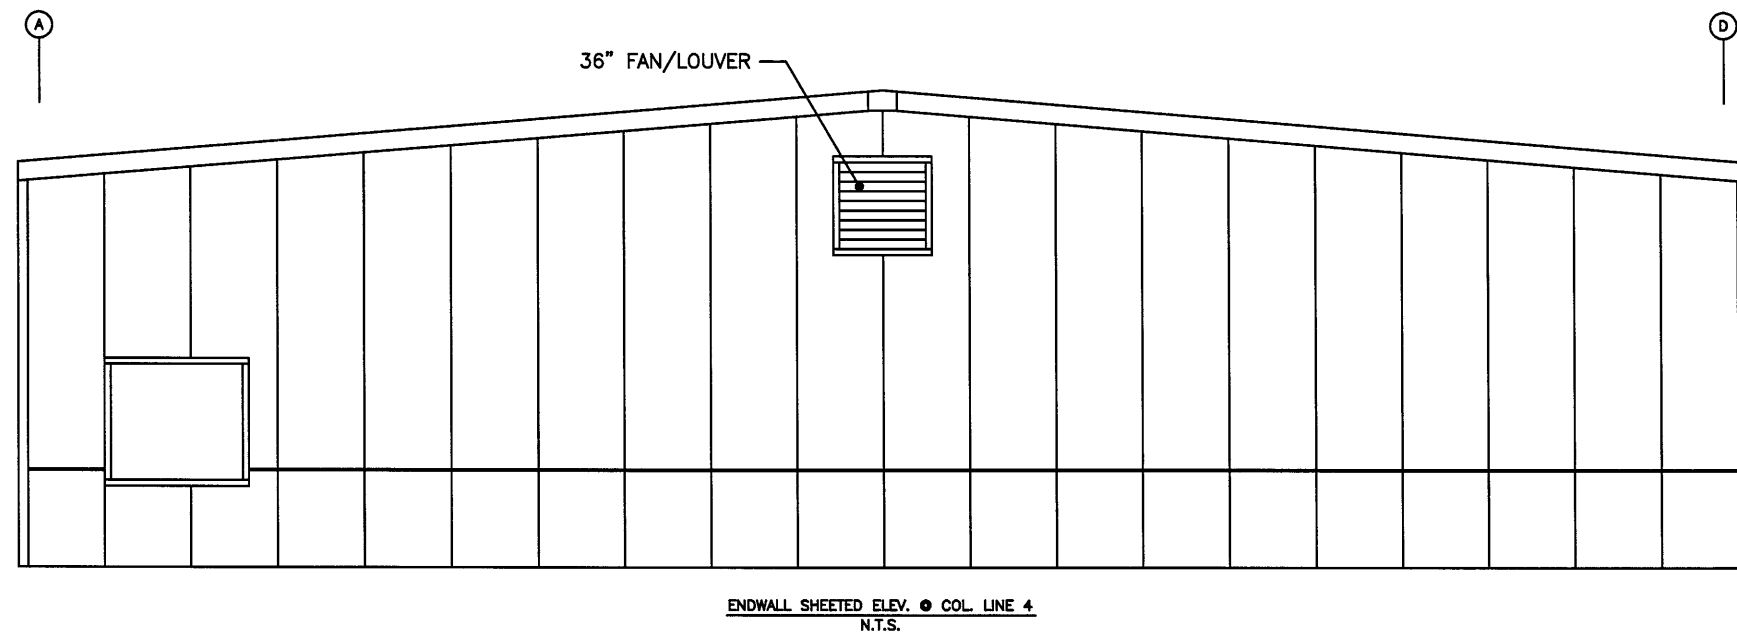 A
D
36" FAN/LOUVER
ENDWALL SHEETED ELEV. @ COL. LINE 4
N.T.S.